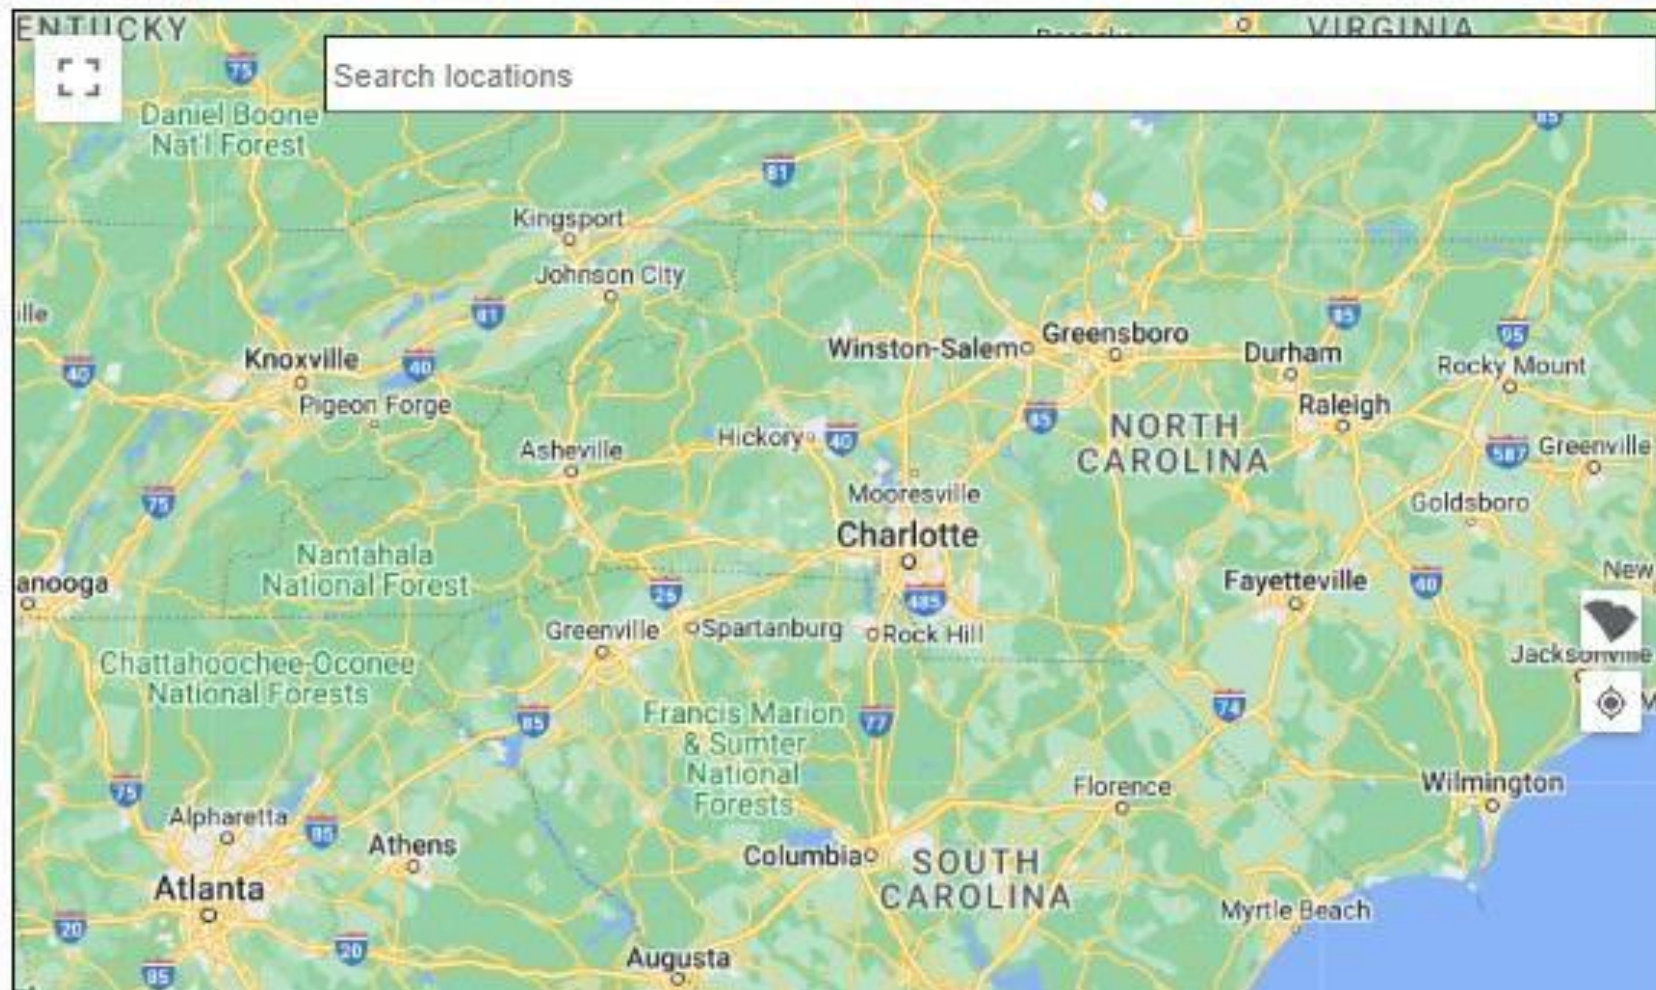 ENTUCKY
VIRGINIA
Search locations
75
85
Daniel Boone
Nat'l Forest
81
Kingsport
Johnson City
ille
81
85
95
Knoxville
Winston-Salem
Greensboro
Durham
Rocky Mount
40
40
Pigeon Forge
Raleigh
NORTH
CAROLINA
Hickory
40
Asheville
587
Greenville
75
Mooresville
Goldsboro
Charlotte
Nantahala
National Forest
anooga
Fayetteville
40
New
26
485
Greenville
Spartanburg
Rock Hill
Chattahoochee-Oconee
National Forests
Jacksonville
Francis Marion
& Sumter
National
Forests
85
77
74
M
75
Florence
Wilmington
Alpharetta
85
Athens
Columbia
SOUTH
CAROLINA
Atlanta
Myrtle Beach
20
20
Augusta
85